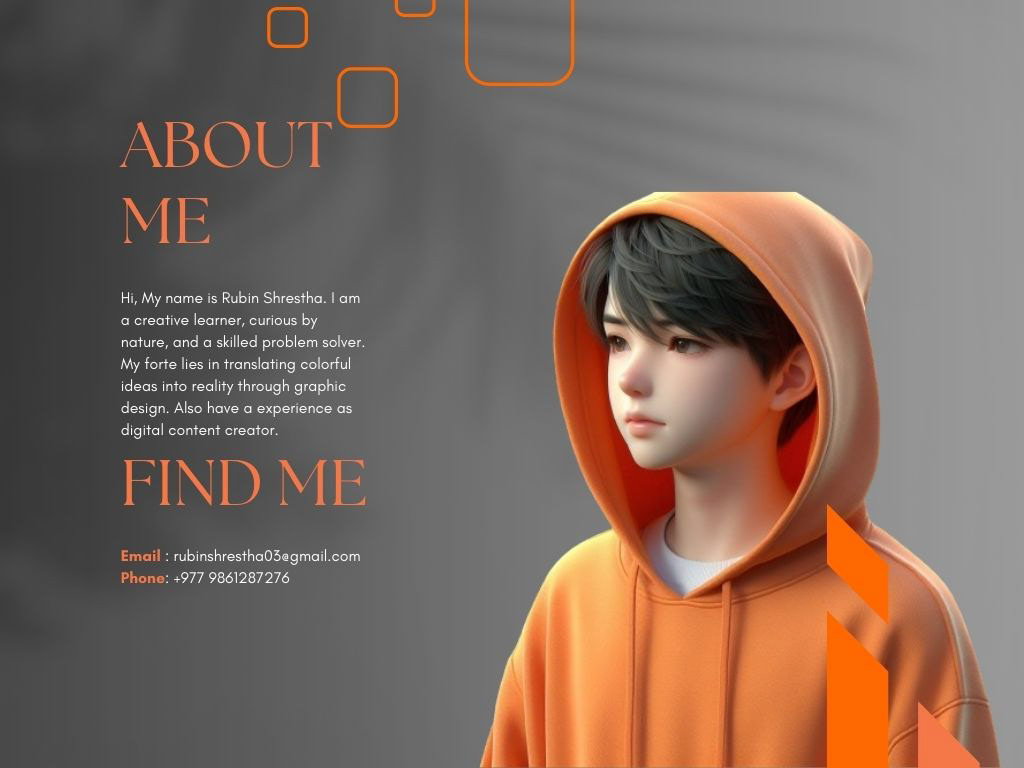 ABOUT
ME
Hi, My name is Rubin Shrestha. I am
a creative learner, curious by
nature, and a skilled problem solver.
My forte lies in translating colorful
ideas into reality through graphic
design. Also have a experience as
digital content creator.
FIND ME
Email : rubinshrestha03@gmail.com
Phone: +977 9861287276